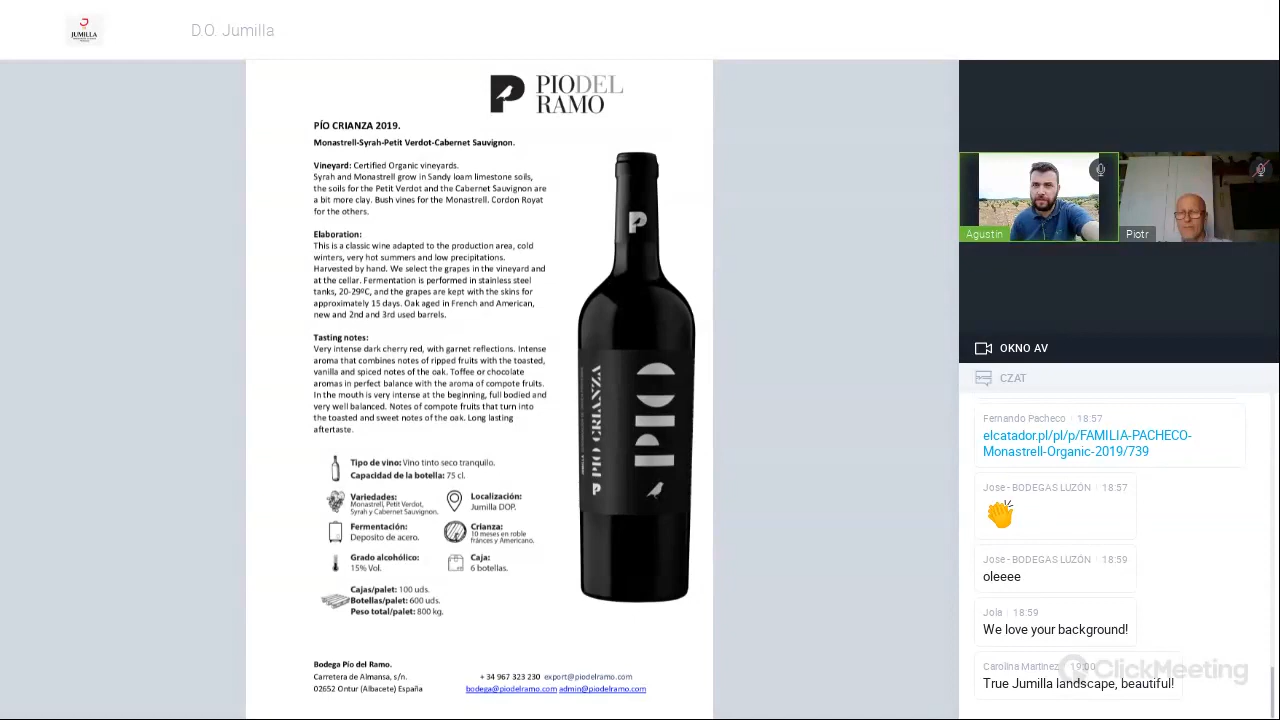 JUMILLA
D.O. Jumilla
P
PIODEL
RAMO
PÍO CRIANZA 2019.
Monastrell-Syrah-Petit Verdot-Cabernet Sauvignon.
Vineyard: Certified Organic vineyards.
Syrah and Monastrell grow in Sandy loam limestone soils,
the soils for the Petit Verdot and the Cabernet Sauvignon are
a bit more clay. Bush vines for the Monastrell. Cordon Royat
for the others.
Elaboration:
This is a classic wine adapted to the production area, cold
winters, very hot summers and low precipitations.
Harvested by hand. We select the grapes in the vineyard and
at the cellar. Fermentation is performed in stainless steel
tanks, 20-29ºC, and the grapes are kept with the skins for
approximately 15 days. Oak aged in French and American,
new and 2nd and 3rd used barrels.
Tasting notes:
Very intense dark cherry red, with garnet reflections. Intense
aroma that combines notes of ripped fruits with the toasted,
vanilla and spiced notes of the oak. Toffee or chocolate
aromas in perfect balance with the aroma of compote fruits.
In the mouth is very intense at the beginning, full bodied and
very well balanced. Notes of compote fruits that turn into
the toasted and sweet notes of the oak. Long lasting
aftertaste.
Tipo de vino: Vino tinto seco tranquilo.
Capacidad de la botella: 75 cl.
Variedades:
Monastrell, Petit Verdot,
Syrah y Cabernet Sauvignon.
Localización:
Jumilla DOP.
Fermentación:
Deposito de acero.
Crianza:
10 meses en roble
fránces y Americano.
Grado alcohólico:
15% Vol.
Caja:
6 botellas.
Cajas/palet: 100 uds.
Botellas/palet: 600 uds.
Peso total/palet: 800 kg.
Bodega Pío del Ramo.
Carretera de Almansa, s/n.
02652 Ontur (Albacete) España
+ 34 967 323 230 export@piodelramo.com
bodega@piodelramo.com admin@piodelramo.com
P
PIO
P PIO CRIANZA
Agustin
Piotr
OKNO AV
CZAT
Fernando Pacheco 18:57
elcatador.pl/pl/p/FAMILIA-PACHECO-
Monastrell-Organic-2019/739
Jose - BODEGAS LUZÓN 18:57
Jose - BODEGAS LUZÓN 18:59
oleeee
Jola 18:59
We love your background!
Carolina Martinez 19:00
True Jumilla landscape, beautiful!
ClickMeeting